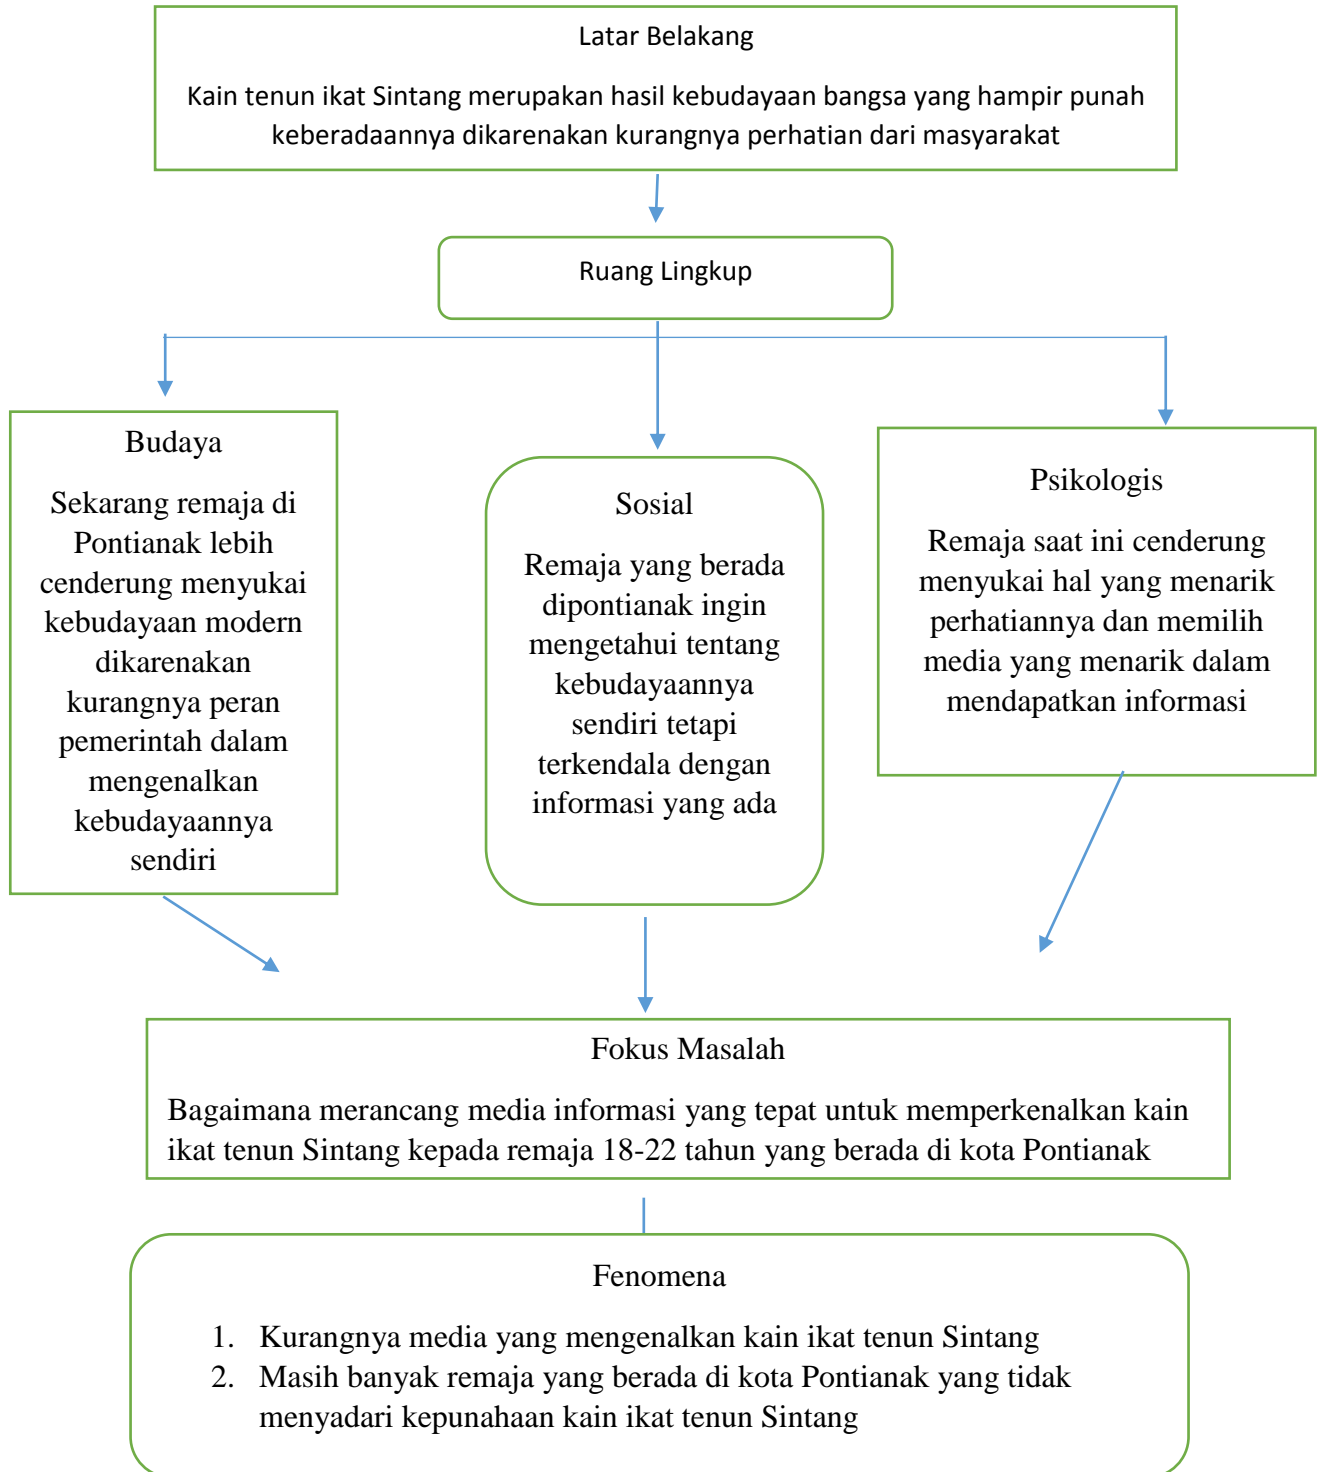 Latar Belakang
Kain tenun ikat Sintang merupakan hasil kebudayaan bangsa yang hampir punah
keberadaannya dikarenakan kurangnya perhatian dari masyarakat
Ruang Lingkup
Budaya
Sekarang remaja di
Pontianak lebih
cenderung menyukai
kebudayaan modern
dikarenakan
kurangnya peran
pemerintah dalam
mengenalkan
kebudayaannya
sendiri
Sosial
Remaja yang berada
dipontianak ingin
mengetahui tentang
kebudayaannya
sendiri tetapi
terkendala dengan
informasi yang ada
Psikologis
Remaja saat ini cenderung
menyukai hal yang menarik
perhatiannya dan memilih
media yang menarik dalam
mendapatkan informasi
Fokus Masalah
Bagaimana merancang media informasi yang tepat untuk memperkenalkan kain
ikat tenun Sintang kepada remaja 18-22 tahun yang berada di kota Pontianak
Fenomena
1. Kurangnya media yang mengenalkan kain ikat tenun Sintang
2. Masih banyak remaja yang berada di kota Pontianak yang tidak
menyadari kepunahaan kain ikat tenun Sintang